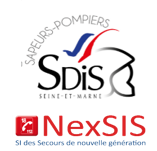 SAPEURS-POMPIERS
SDIS
SEINE-ET-MARNE
NexSIS
SI des Secours de nouvelle génération